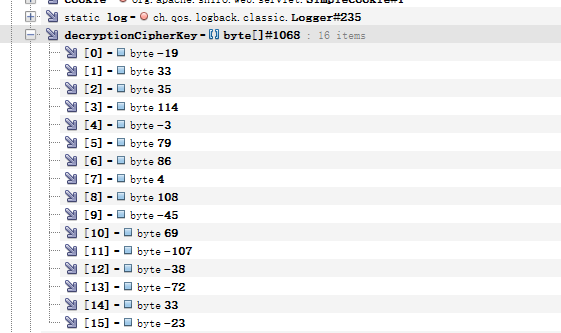 cookie - org.apache.shiro.web.servlet.SimpleCookie#1
static log - ch.qos.logback.classic.Logger#235
decryptionCipherKey - byte[]#1068 : 16 items
[0] - byte -19
[1] - byte 33
[2] - byte 35
[3] - byte 114
[4] - byte -3
[5] - byte 79
[6] - byte 86
[7] - byte 4
[8] - byte 108
[9] - byte -45
[10] - byte 69
[11] - byte -107
[12] - byte -38
[13] - byte -72
[14] - byte 33
[15] - byte -23